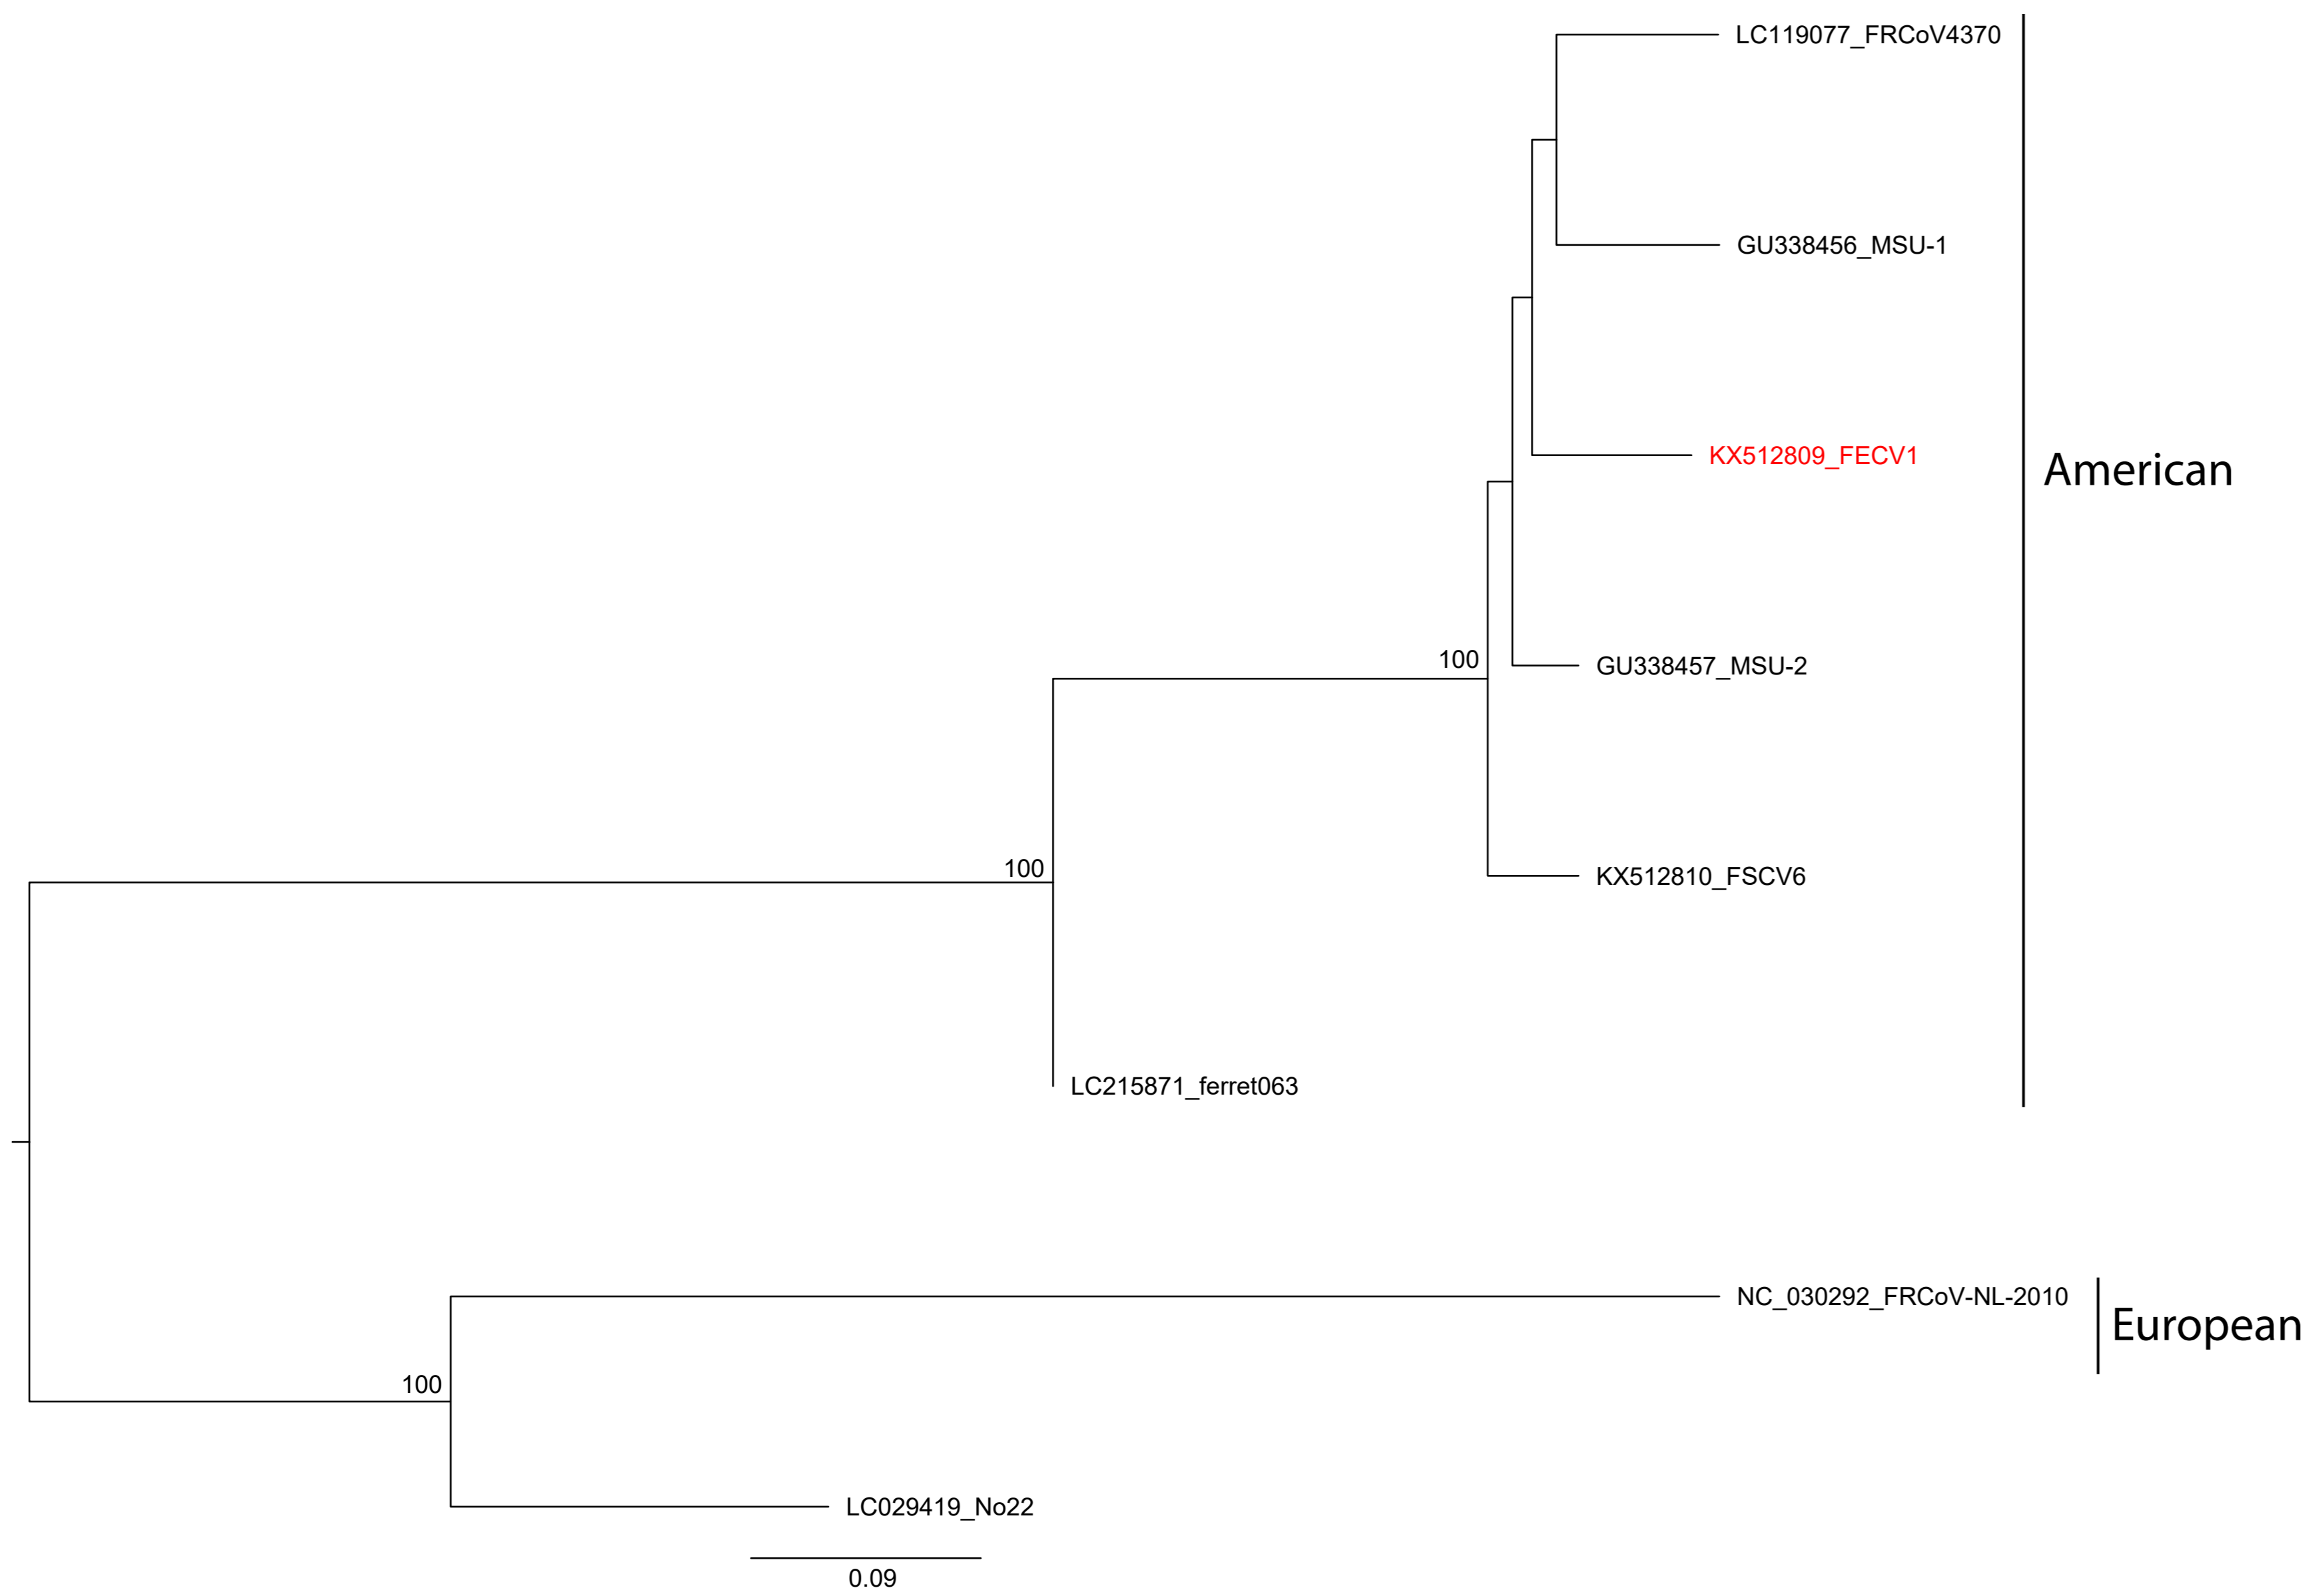 LC119077_FRCoV4370
GU338456_MSU-1
KX512809_FECV1
American
100
GU338457_MSU-2
100
KX512810_FSCV6
LC215871_ferret063
NC_030292_FRCoV-NL-2010
European
100
LC029419_No22
0.09